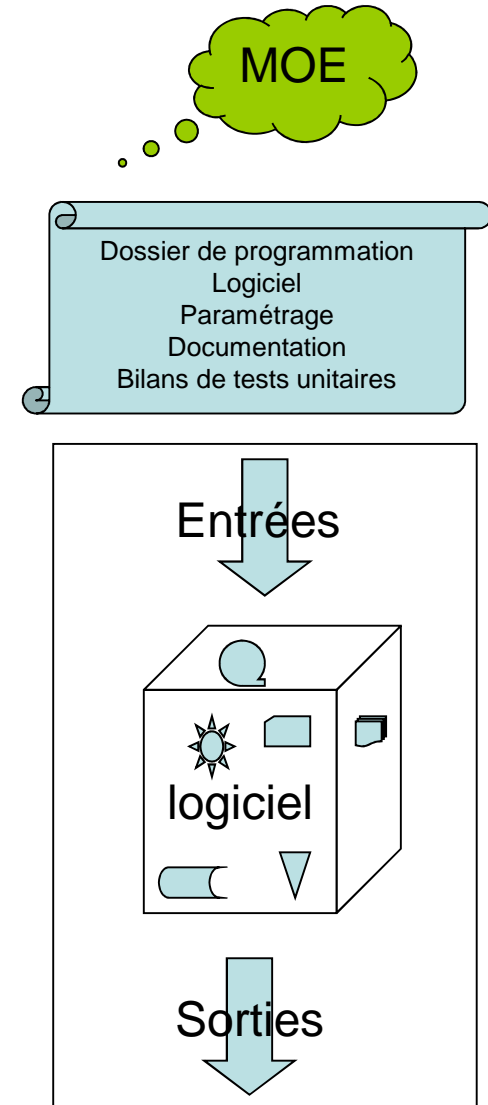 MOE
Dossier de programmation
Logiciel
Paramétrage
Documentation
Bilans de tests unitaires
Entrées
logiciel
Sorties